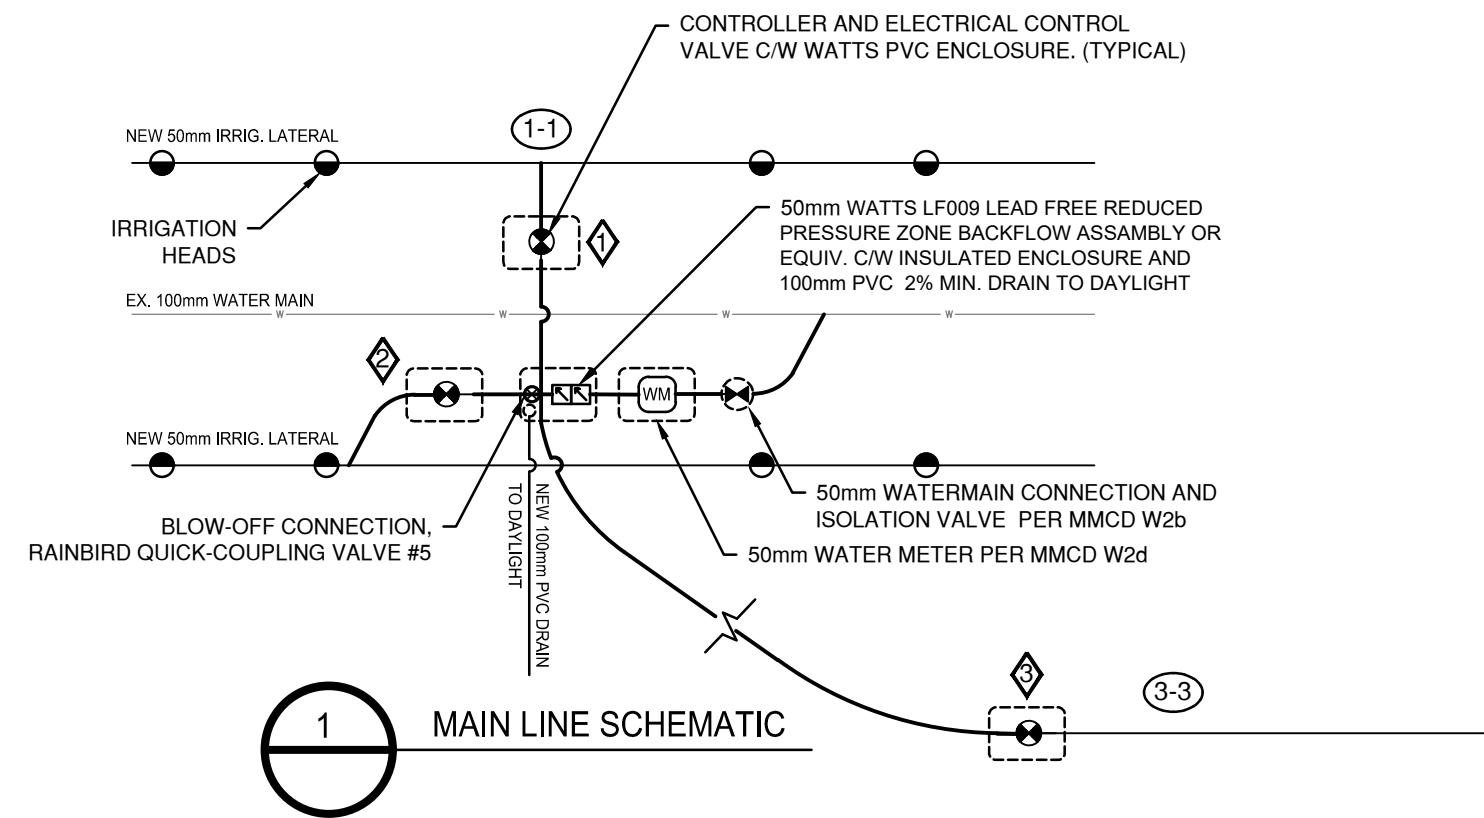 CONTROLLER AND ELECTRICAL CONTROL
VALVE C/W WATTS PVC ENCLOSURE. (TYPICAL)
1-1
NEW 50mm IRRIG. LATERAL
IRRIGATION
HEADS
1
50mm WATTS LF009 LEAD FREE REDUCED
PRESSURE ZONE BACKFLOW ASSAMBLY OR
EQUIV. C/W INSULATED ENCLOSURE AND
100mm PVC 2% MIN. DRAIN TO DAYLIGHT
EX. 100mm WATER MAIN
W W W W
2
WM
NEW 50mm IRRIG. LATERAL
50mm WATERMAIN CONNECTION AND
ISOLATION VALVE PER MMCD W2b
BLOW-OFF CONNECTION,
RAINBIRD QUICK-COUPLING VALVE #5
50mm WATER METER PER MMCD W2d
NEW 100mm PVC DRAIN
TO DAYLIGHT
3
3-3
1
MAIN LINE SCHEMATIC